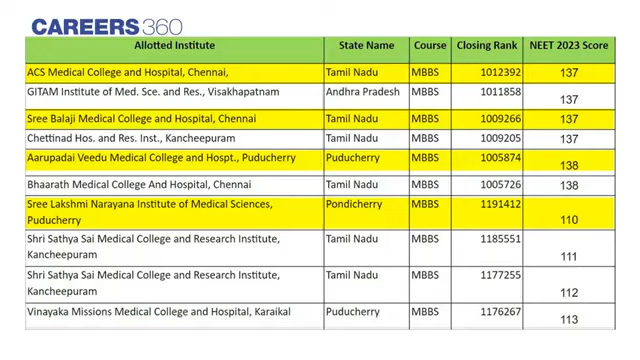 CAREERS360
Allotted Institute State Name Course Closing Rank NEET 2023 Score
ACS Medical College and Hospital, Chennai, Tamil Nadu MBBS 1012392 137
GITAM Institute of Med. Sce. and Res., Visakhapatnam Andhra Pradesh MBBS 1011858 137
Sree Balaji Medical College and Hospital, Chennai Tamil Nadu MBBS 1009266 137
Chettinad Hos. and Res. Inst., Kancheepuram Tamil Nadu MBBS 1009205 137
Aarupadai Veedu Medical College and Hospt., Puducherry Puducherry MBBS 1005874 138
Bhaarath Medical College And Hospital, Chennai Tamil Nadu MBBS 1005726 138
Sree Lakshmi Narayana Institute of Medical Sciences, Pondicherry MBBS 1191412
Puducherry 110
Shri Sathya Sai Medical College and Research Institute, Tamil Nadu MBBS 1185551
Kancheepuram 111
Shri Sathya Sai Medical College and Research Institute, Tamil Nadu MBBS 1177255
Kancheepuram 112
Vinayaka Missions Medical College and Hospital, Karaikal Puducherry MBBS 1176267 113